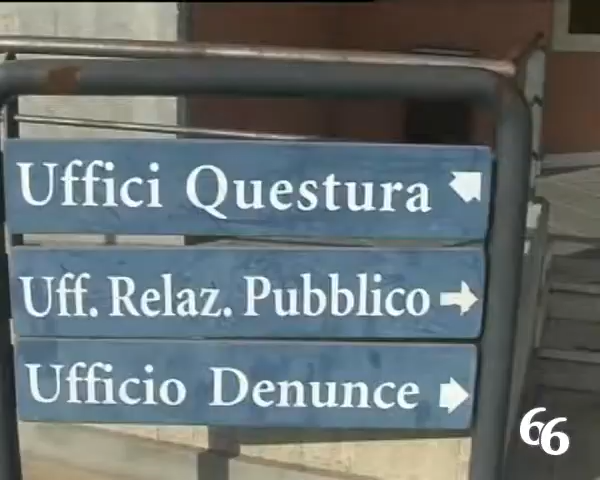 Uffici Questura
Uff. Relaz. Pubblico
Ufficio Denunce
66